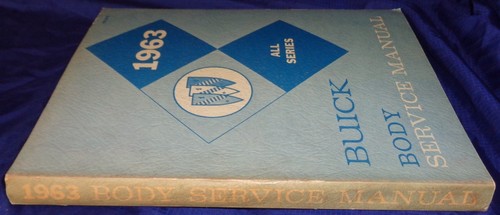 1963
ALL
SERIES
BUICK
BODY
SERVICE MANUAL
1963 BODY SERVICE MANUAL